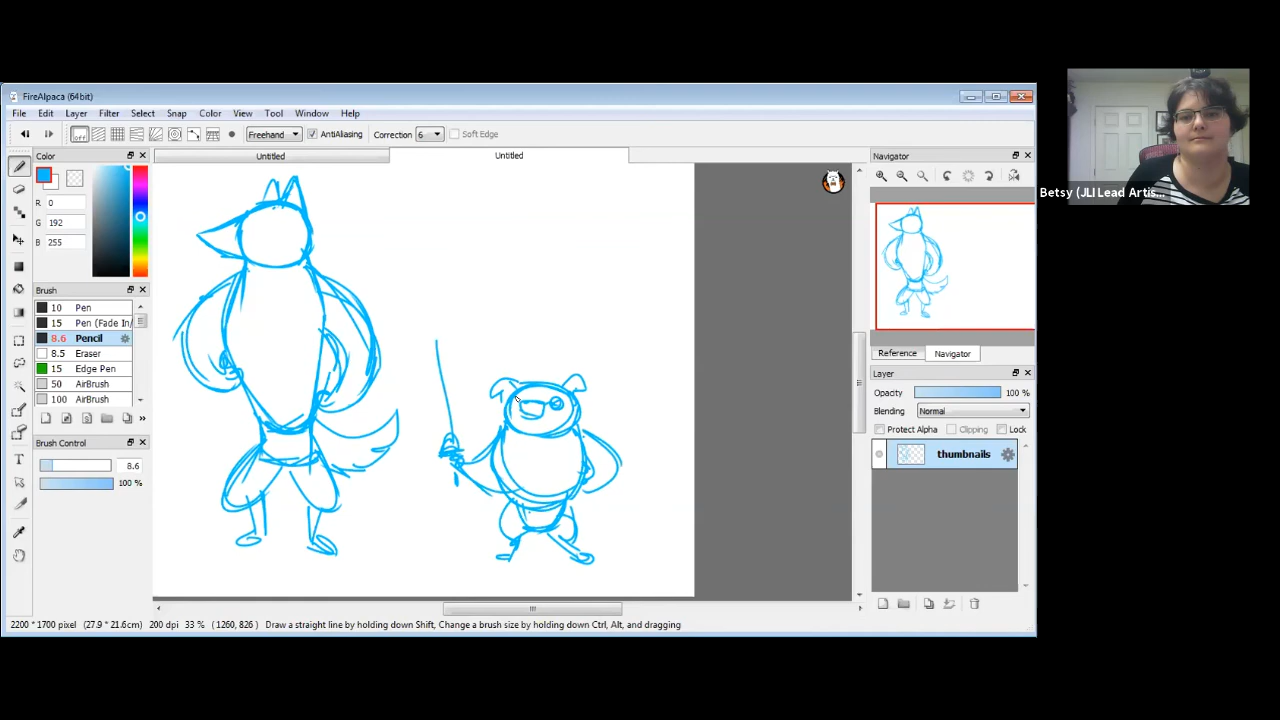 FireAlpaca (64bit)
File Edit Layer Filter Select Snap Color View Tool Window Help
off Freehand AntiAliasing Correction 6 Soft Edge
Color
Untitled Untitled
Navigator
R 0
G 192
B 255
Brush
10 Pen
15 Pen (Fade In/
8.6 Pencil
8.5 Eraser
15 Edge Pen
50 AirBrush
100 AirBrush
Brush Control
8.6
100 %
Reference Navigator
Layer
Opacity 100 %
Blending Normal
Protect Alpha Clipping Lock
thumbnails
T
2200 * 1700 pixel (27.9 * 21.6cm) 200 dpi 33 % (1260, 826) Draw a straight line by holding down Shift, Change a brush size by holding down Ctrl, Alt, and dragging
Betsy (JLI Lead Artis...